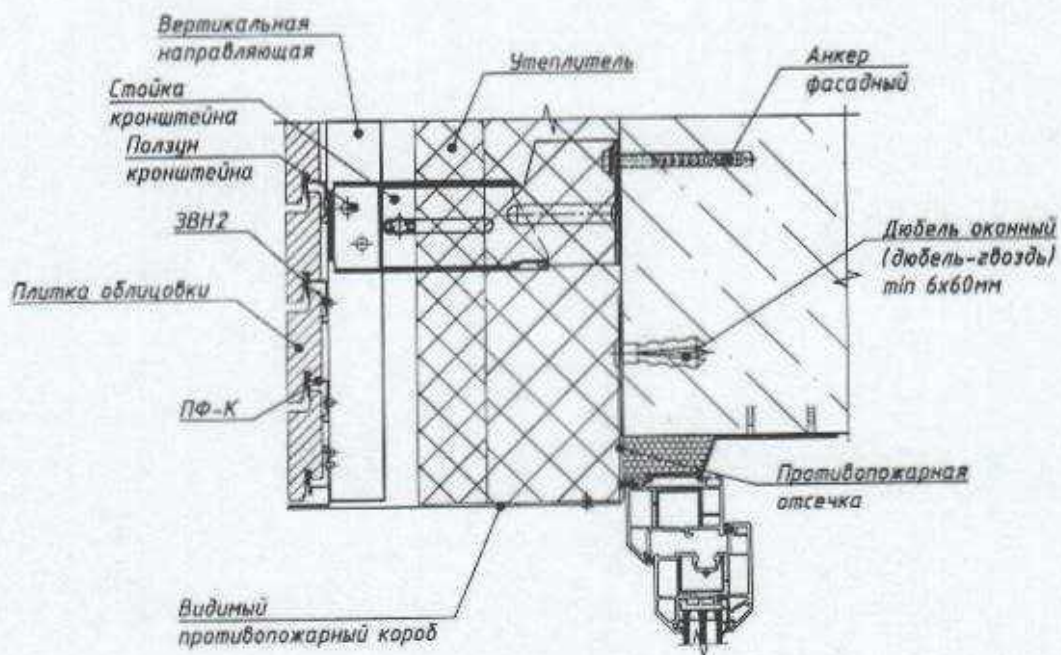 Вертикальная
направляющая
Утеплитель
Анкер
фасадный
Стойка
кронштейна
Ползун
кронштейна
ЗВН2
Дюбель оконный
(дюбель-гвоздь)
min 6х60мм
Плитка облицовки
ПФ-К
Противопожарная
отсечка
Видимый
противопожарный короб